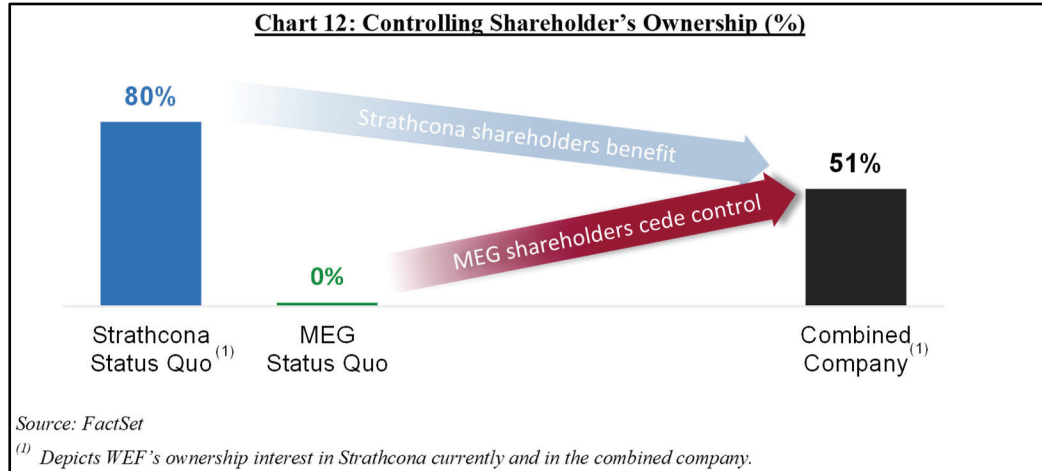 Chart 12: Controlling Shareholder's Ownership (%)
80%
Strathcona shareholders benefit
51%
MEG shareholders cede control
0%
Strathcona
Status Quo (1)
MEG
Status Quo
Combined
Company (1)
Source: FactSet
(1) Depicts WEF's ownership interest in Strathcona currently and in the combined company.